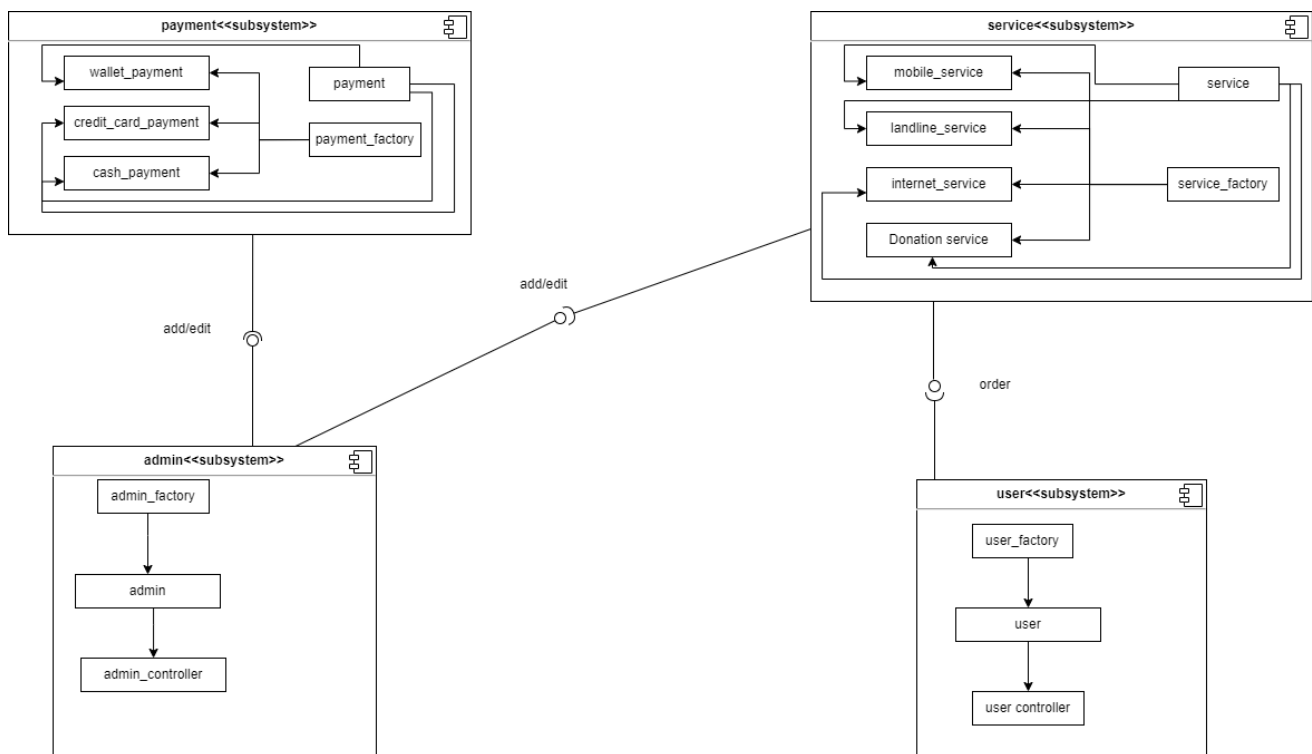 payment<<subsystem>>
wallet_payment
payment
credit_card_payment
payment_factory
cash_payment
service<<subsystem>>
mobile_service
service
landline_service
internet_service
service_factory
Donation service
add/edit
add/edit
order
admin<<subsystem>>
admin_factory
admin
admin_controller
user<<subsystem>>
user_factory
user
user controller